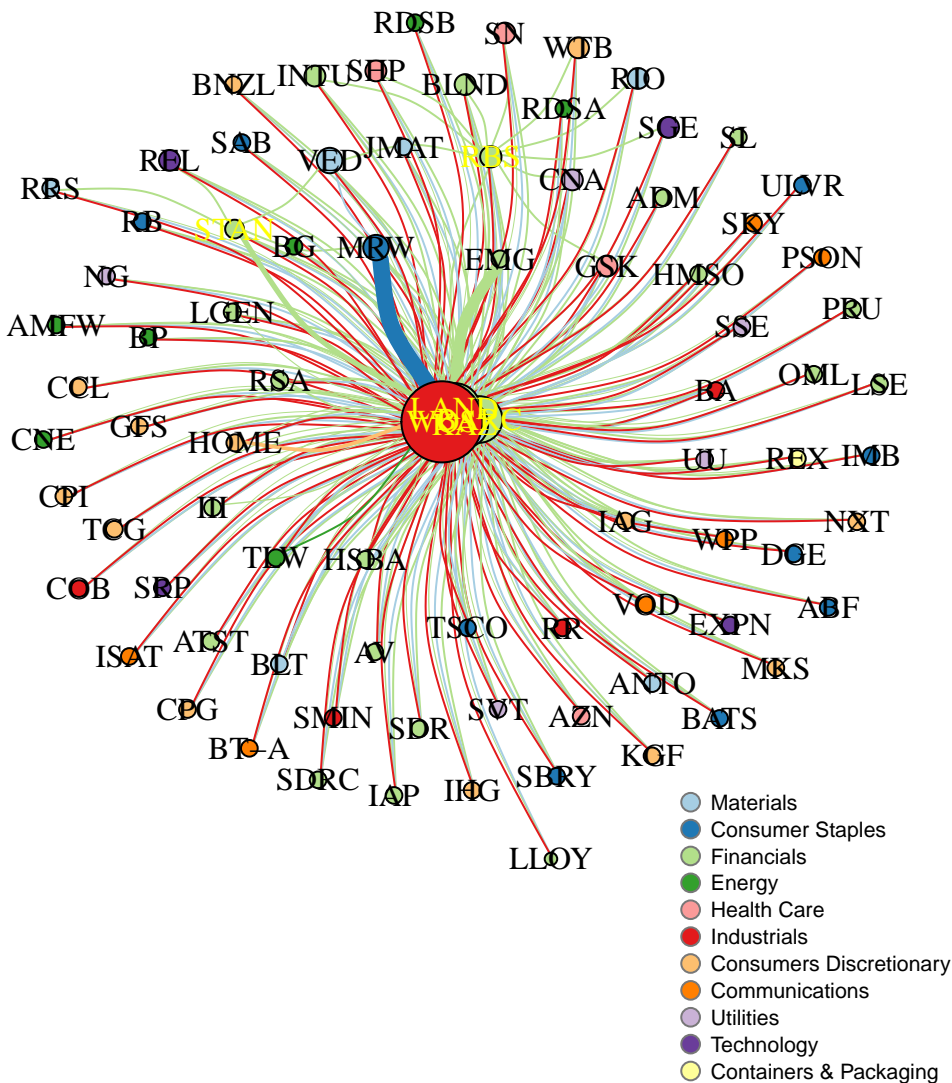 RDSB
SN
WTB
BNZL
INTU
SHP
BLND
RIO
RDSA
SGE
SL
SAB
VED
JMAT
RBS
REL
CNA
ADM
ULVR
RRS
RB
STAN
BG
MRW
EMG
GSK
HMSO
SKY
PSON
NG
LGEN
SSE
PRU
AMFW
BP
CCL
RSA
BA
OML
LSE
LAND
CNE
GFS
HOME
UU
REX
IMB
CPI
TCG
III
IAG
WPP
NXT
DGE
TLW
HSBA
COB
SRP
VOD
ABF
EXPN
ISAT
ATST
BLT
AV
TSCO
RR
MKS
ANTO
CPG
SMIN
SDR
SVT
AZN
BATS
BT-A
SDRC
IAP
IHG
SBRY
KGF
LLOY
Materials
Consumer Staples
Financials
Energy
Health Care
Industrials
Consumers Discretionary
Communications
Utilities
Technology
Containers & Packaging